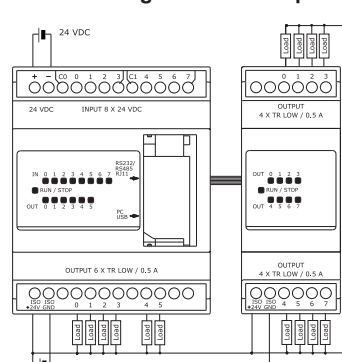 24 VDC
+ - C0 0 1 2 3 C1 4 5 6 7
24 VDC INPUT 8 X 24 VDC
RS232/
RS485
RJ11
IN 0 1 2 3 4 5 6 7
RUN / STOP
OUT 0 1 2 3 4 5
PC
USB
OUTPUT 6 X TR LOW / 0.5 A
ISO ISO 0 1 2 3 4 5
+24V GND
Load Load Load Load Load Load
Load Load Load Load
0 1 2 3
OUTPUT
4 X TR LOW / 0.5 A
OUT 0 1 2 3
RUN / STOP
OUT 4 5 6 7
OUTPUT
4 X TR LOW / 0.5 A
ISO ISO 4 5 6 7
+24V GND
Load Load Load Load